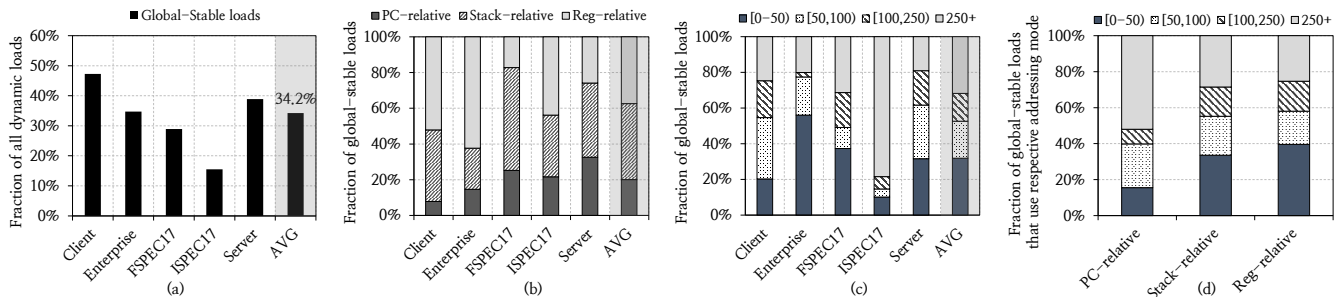 Global-Stable loads
Fraction of all dynamic loads
60%
50%
40%
30%
20%
10%
0%
34.2%
Client
Enterprise
FSPEC17
ISPEC17
Server
AVG
(a)
PC-relative Stack-relative Reg-relative
Fraction of global-stable loads
100%
80%
60%
40%
20%
0%
Client
Enterprise
FSPEC17
ISPEC17
Server
AVG
(b)
[0-50) [50,100) [100,250) 250+
Fraction of global-stable loads
100%
80%
60%
40%
20%
0%
Client
Enterprise
FSPEC17
ISPEC17
Server
AVG
(c)
[0-50) [50,100) [100,250) 250+
Fraction of global-stable loads
that use respective addressing mode
100%
80%
60%
40%
20%
0%
PC-relative
Stack-relative
Reg-relative
(d)